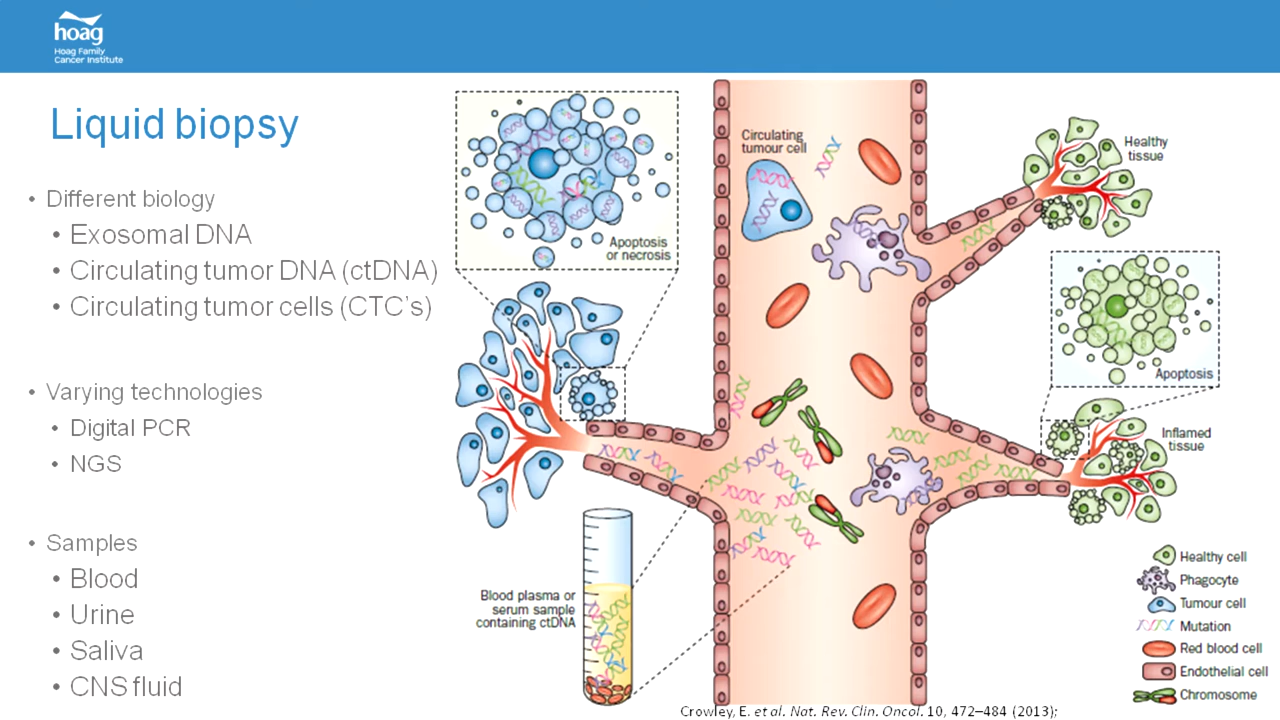 hoag
Hoag Family
Cancer Institute
Liquid biopsy
• Different biology
• Exosomal DNA
• Circulating tumor DNA (ctDNA)
• Circulating tumor cells (CTC's)
• Varying technologies
• Digital PCR
• NGS
• Samples
• Blood
• Urine
• Saliva
• CNS fluid
Apoptosis
or necrosis
Circulating
tumour cell
Healthy
tissue
Apoptosis
Inflamed
tissue
Blood plasma or
serum sample
containing ctDNA
Healthy cell
Phagocyte
Tumour cell
Mutation
Red blood cell
Endothelial cell
Chromosome
Crowley, E. et al. Nat. Rev. Clin. Oncol. 10, 472–484 (2013);